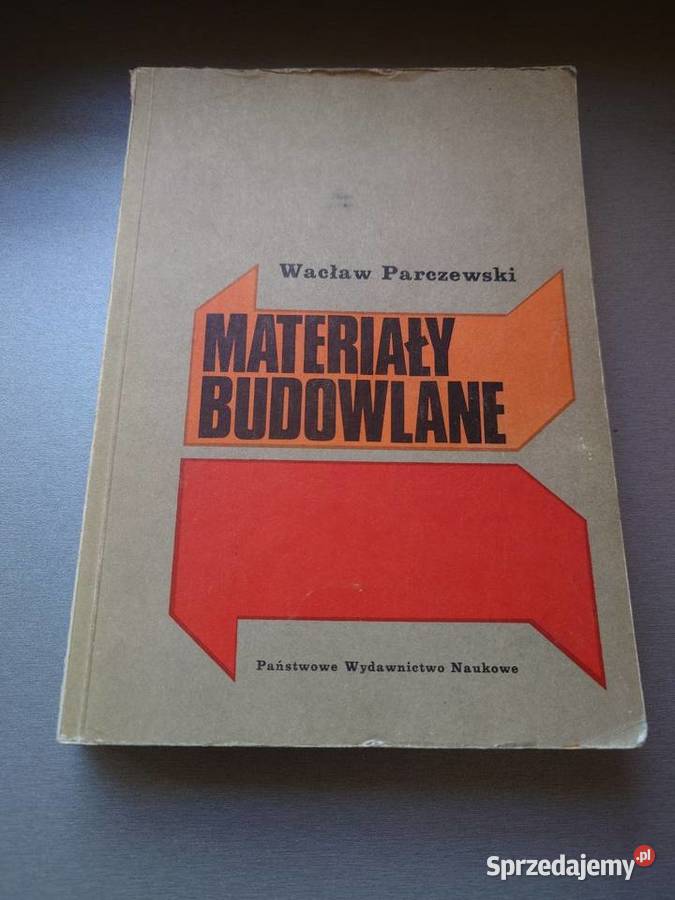 Wacław Parczewski
MATERIAŁY
BUDOWLANE
Państwowe Wydawnictwo Naukowe
Sprzedajemy.pl